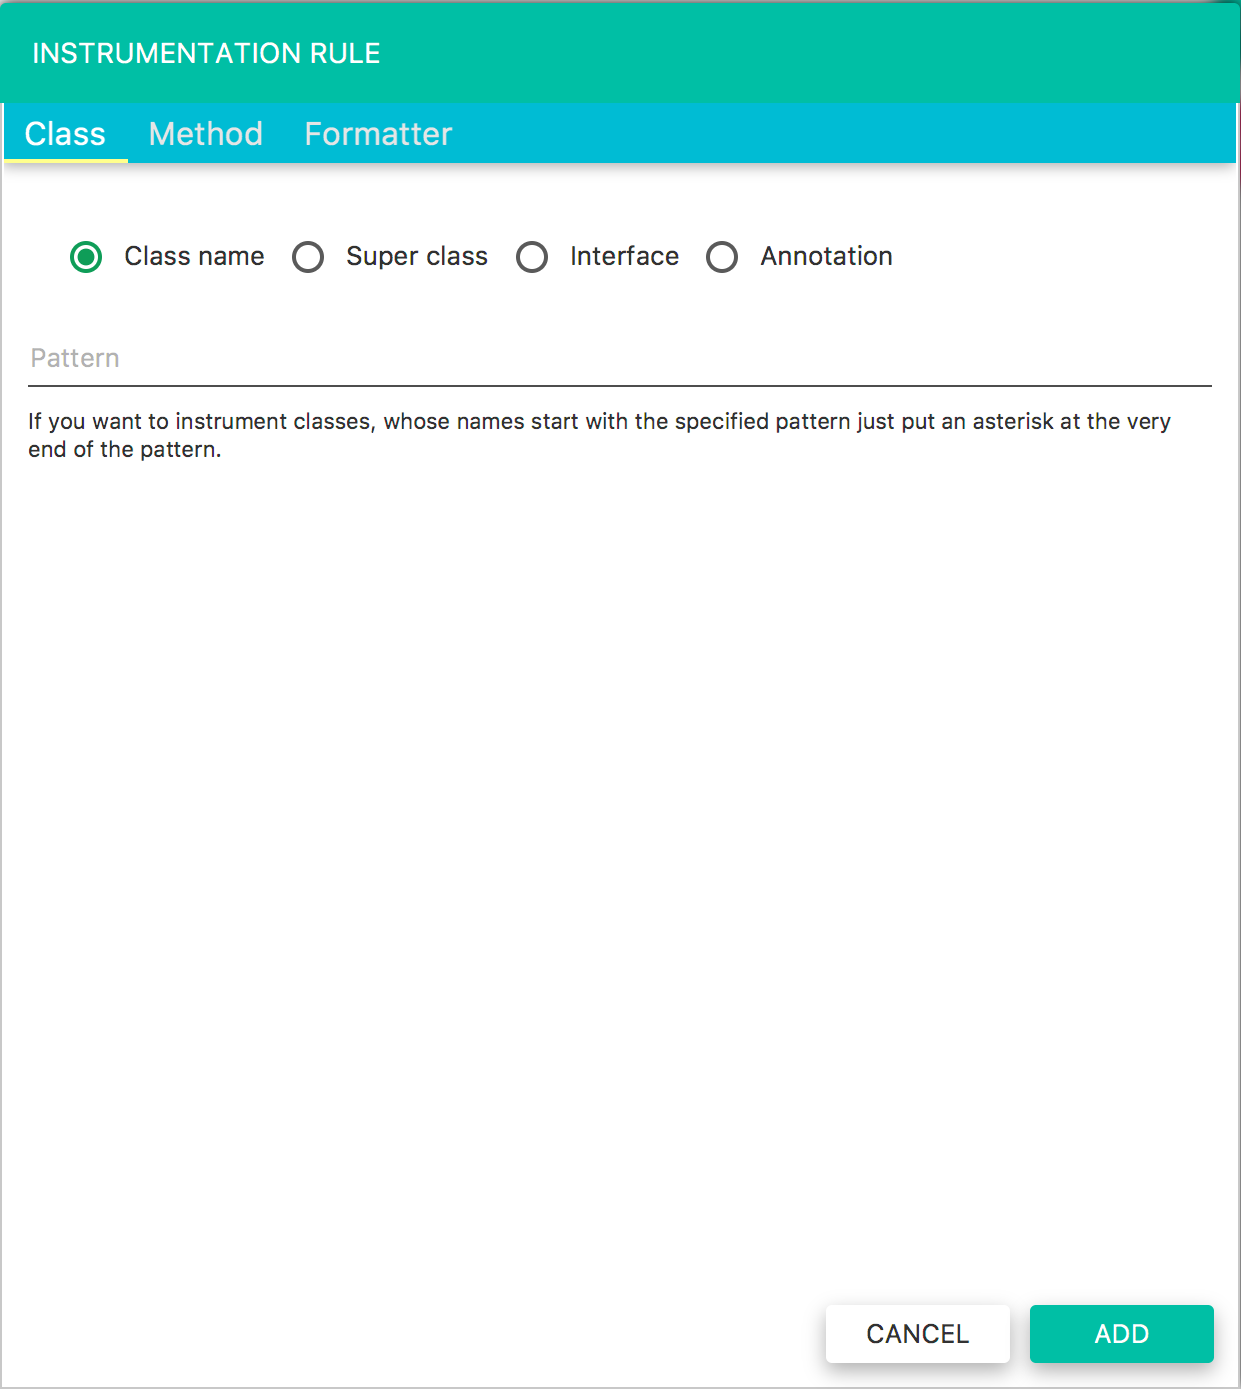 INSTRUMENTATION RULE
Class Method Formatter
Class name Super class Interface Annotation
Pattern
If you want to instrument classes, whose names start with the specified pattern just put an asterisk at the very
end of the pattern.
CANCEL ADD